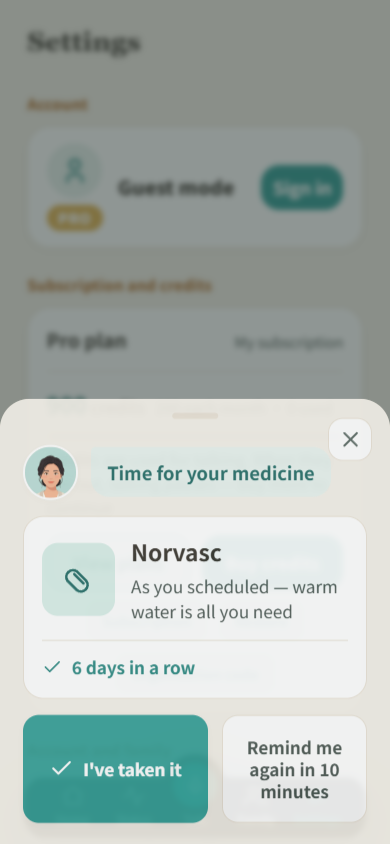 Settings
Account
Guest mode
Sign in
PRO
Subscription and credits
Pro plan
My subscription
Time for your medicine
Norvasc
As you scheduled — warm
water is all you need
6 days in a row
I've taken it
Remind me
again in 10
minutes